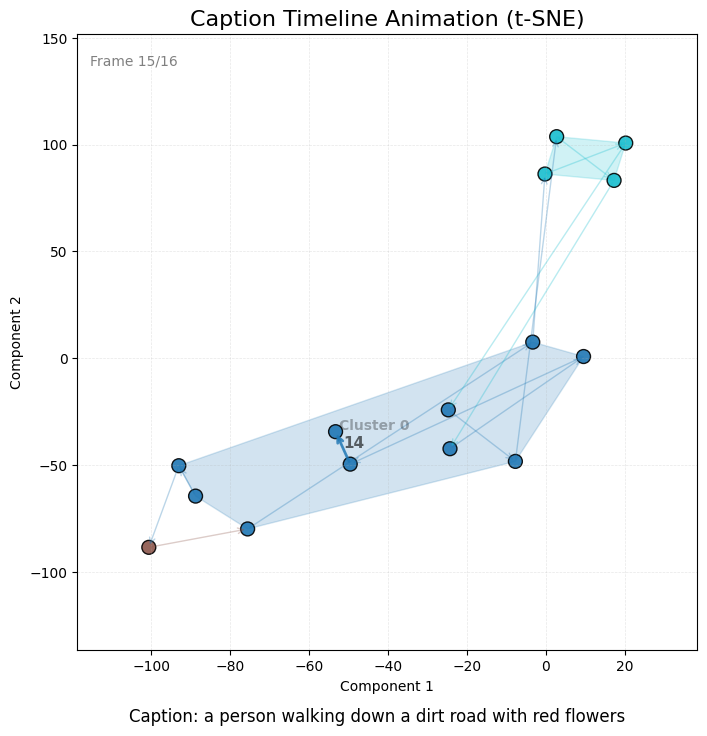 Caption Timeline Animation (t-SNE)
Frame 15/16
150
100
50
0
−50
−100
Component 2
Cluster 0
14
−100
−80
−60
−40
−20
0
20
Component 1
Caption: a person walking down a dirt road with red flowers